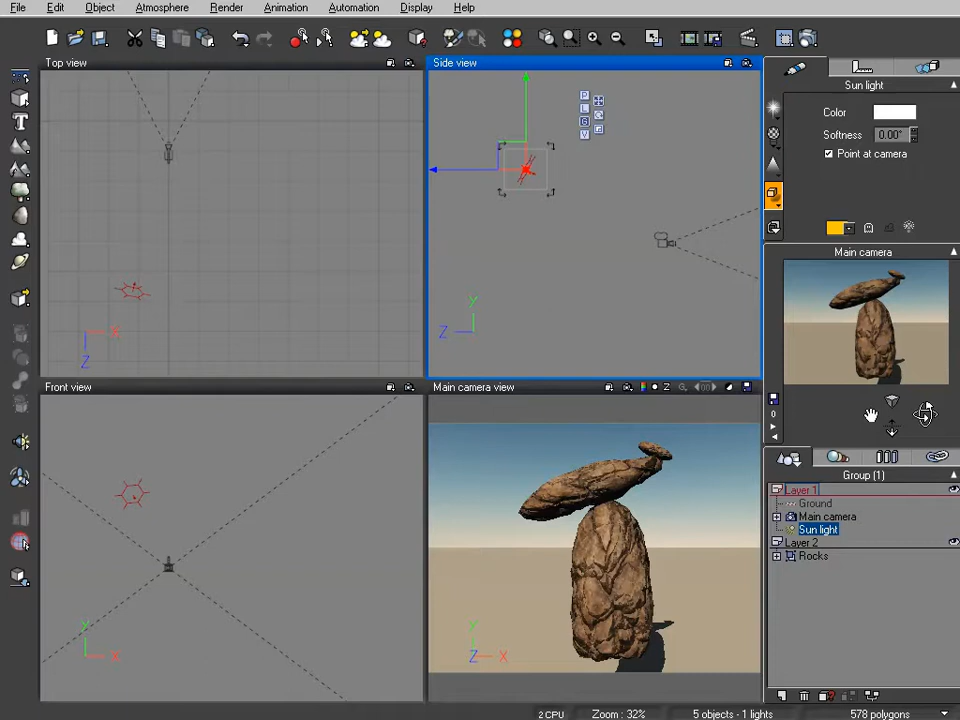 File Edit Object Atmosphere Render Animation Automation Display Help
Top view
Side view
Sun light
Color
Softness 0.00°
Point at camera
P
G
V
Y
Z
X
Z
Main camera
0
Front view
Main camera view
Z
Group (1)
Layer 1
Ground
Main camera
Sun light
Layer 2
Rocks
Y
X
Y
Z X
2 CPU Zoom : 32% 5 objects - 1 lights 578 polygons